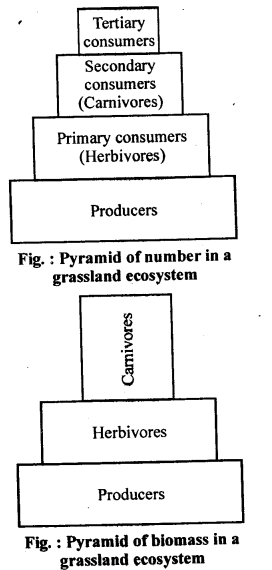 Tertiary
consumers
Secondary
consumers
(Carnivores)
Primary consumers
(Herbivores)
Producers
Fig. : Pyramid of number in a
grassland ecosystem
Carnivores
Herbivores
Producers
Fig. : Pyramid of biomass in a
grassland ecosystem